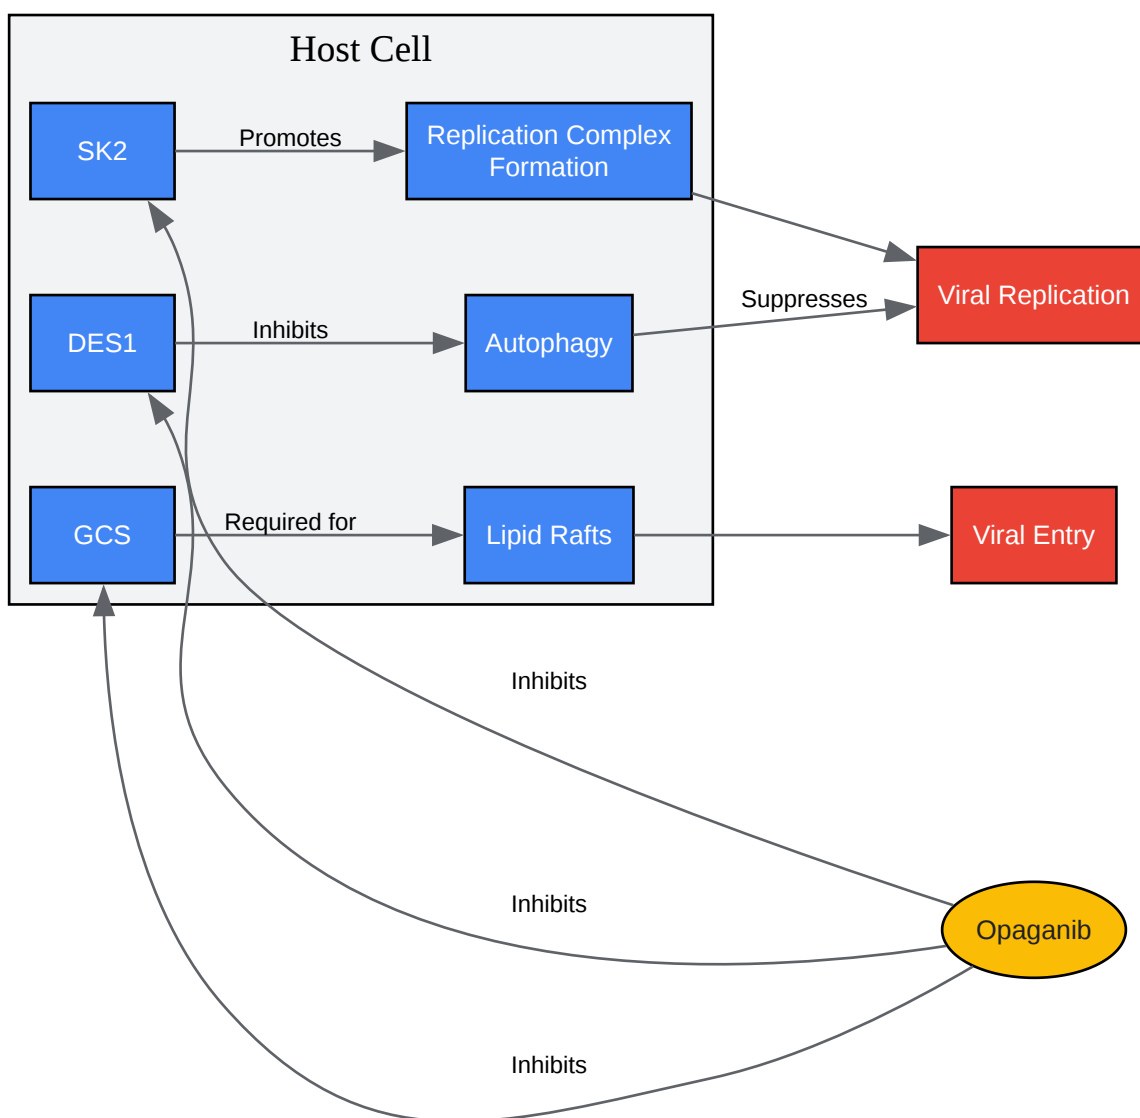 Host Cell
SK2
Promotes
Replication Complex
Formation
Viral Replication
DES1
Inhibits
Autophagy
Suppresses
GCS
Required for
Lipid Rafts
Viral Entry
Inhibits
Inhibits
Opaganib
Inhibits